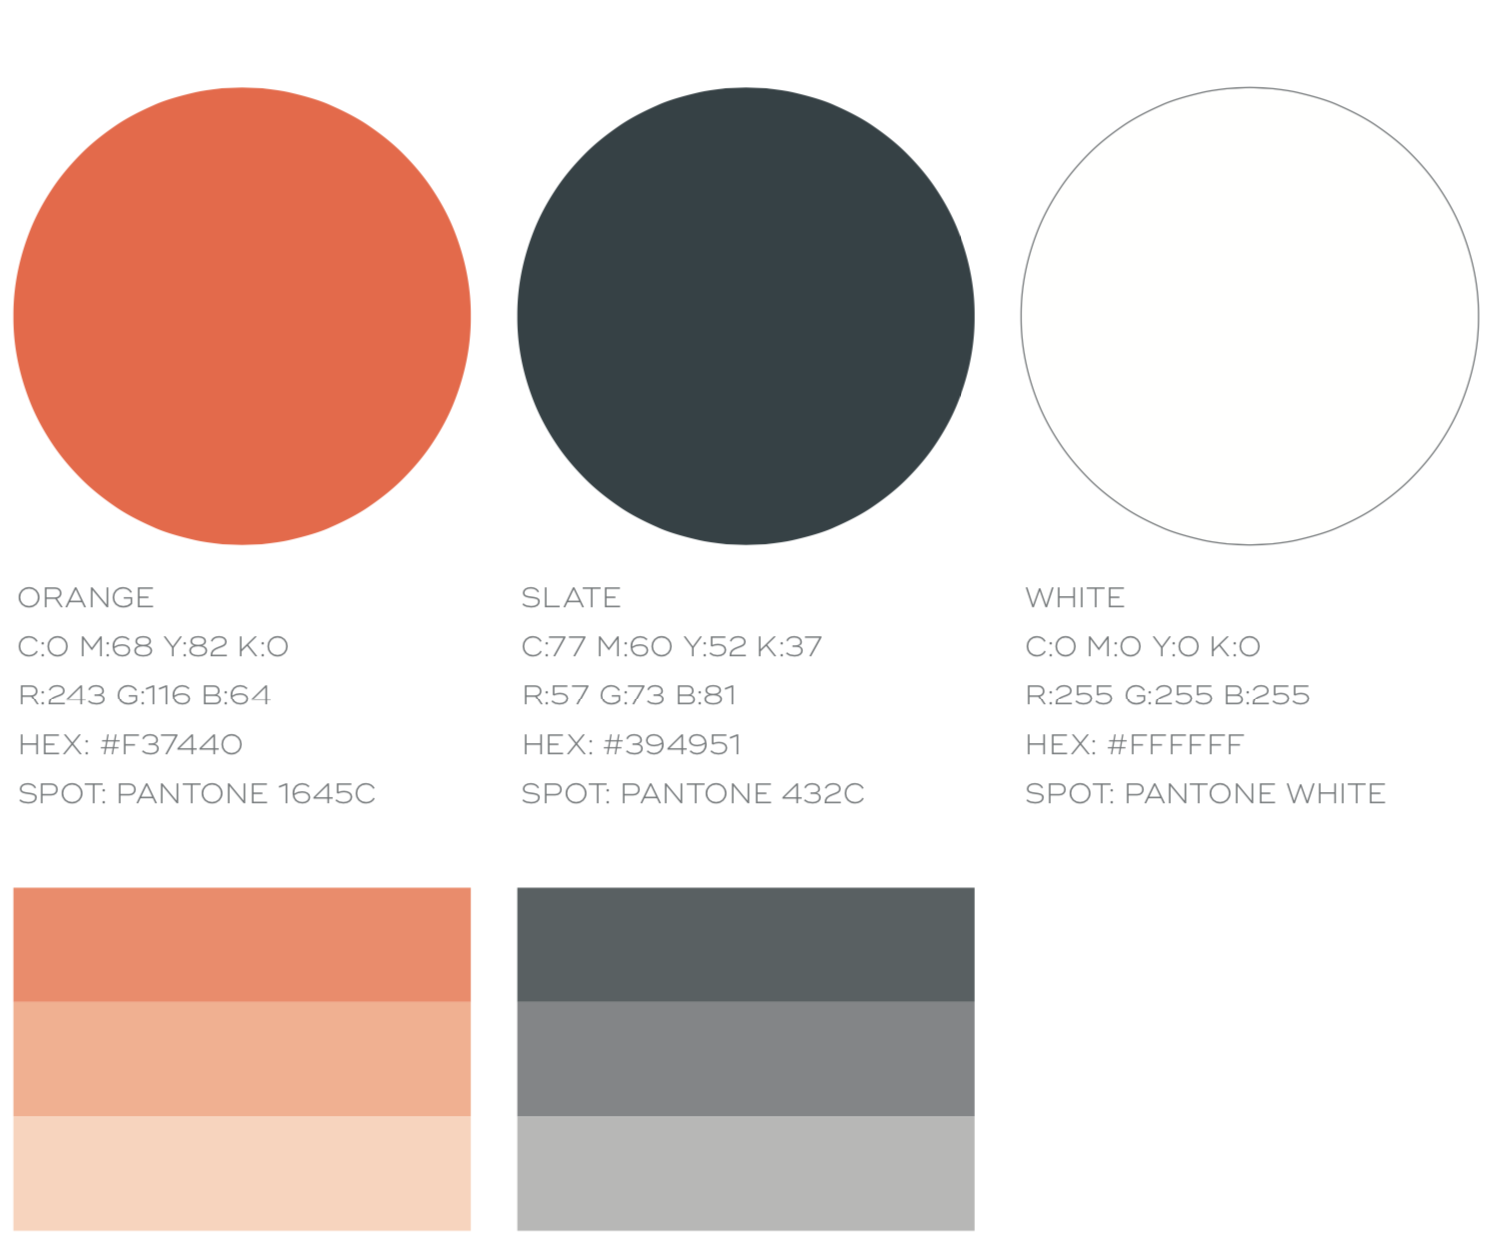 ORANGE
C:0 M:68 Y:82 K:0
R:243 G:116 B:64
HEX: #F37440
SPOT: PANTONE 1645C
SLATE
C:77 M:60 Y:52 K:37
R:57 G:73 B:81
HEX: #394951
SPOT: PANTONE 432C
WHITE
C:0 M:0 Y:0 K:0
R:255 G:255 B:255
HEX: #FFFFFF
SPOT: PANTONE WHITE